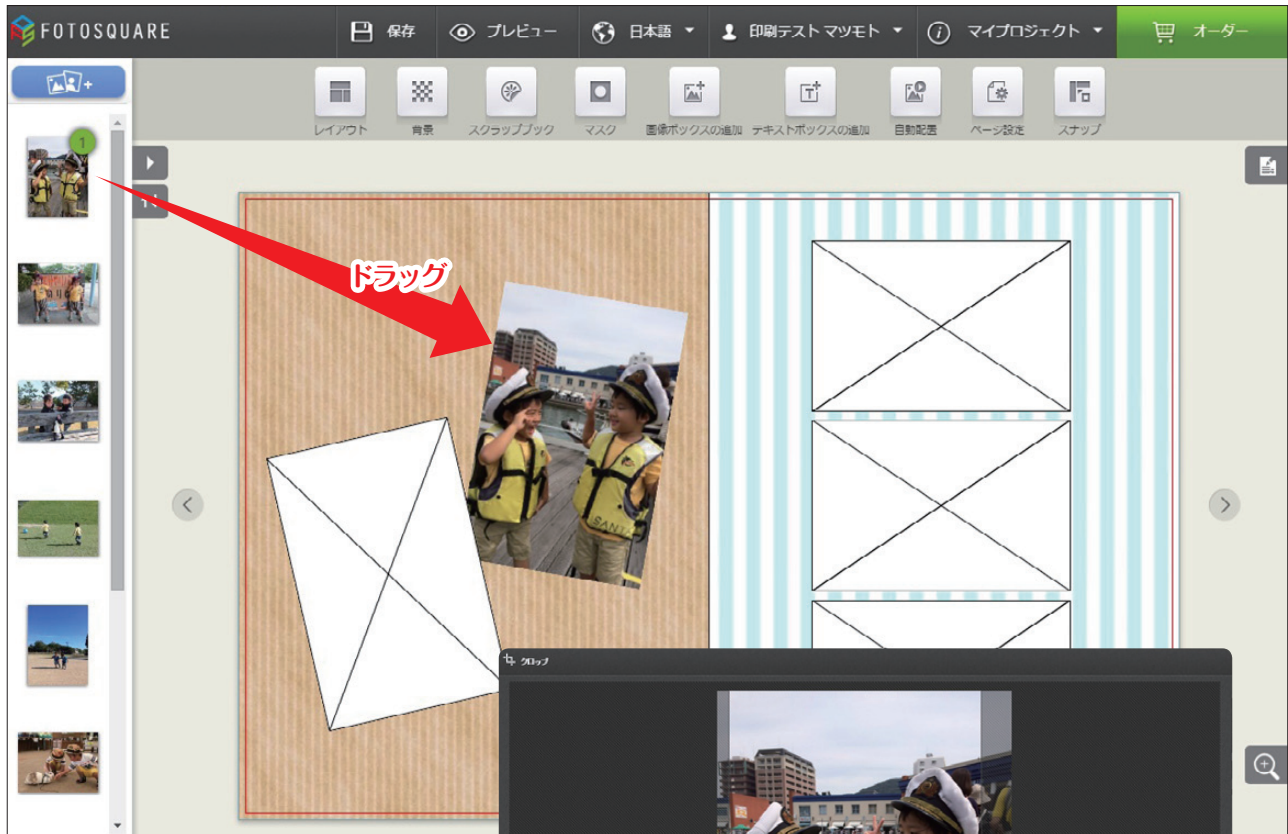 FOTOSQUARE
保存
プレビュー
日本語
印刷テスト マツモト
マイプロジェクト
オーダー
レイアウト
背景
スクラップブック
マスク
画像ボックスの追加
テキストボックスの追加
自動配置
ページ設定
スナップ
1
ドラッグ
SANTA
クロップ